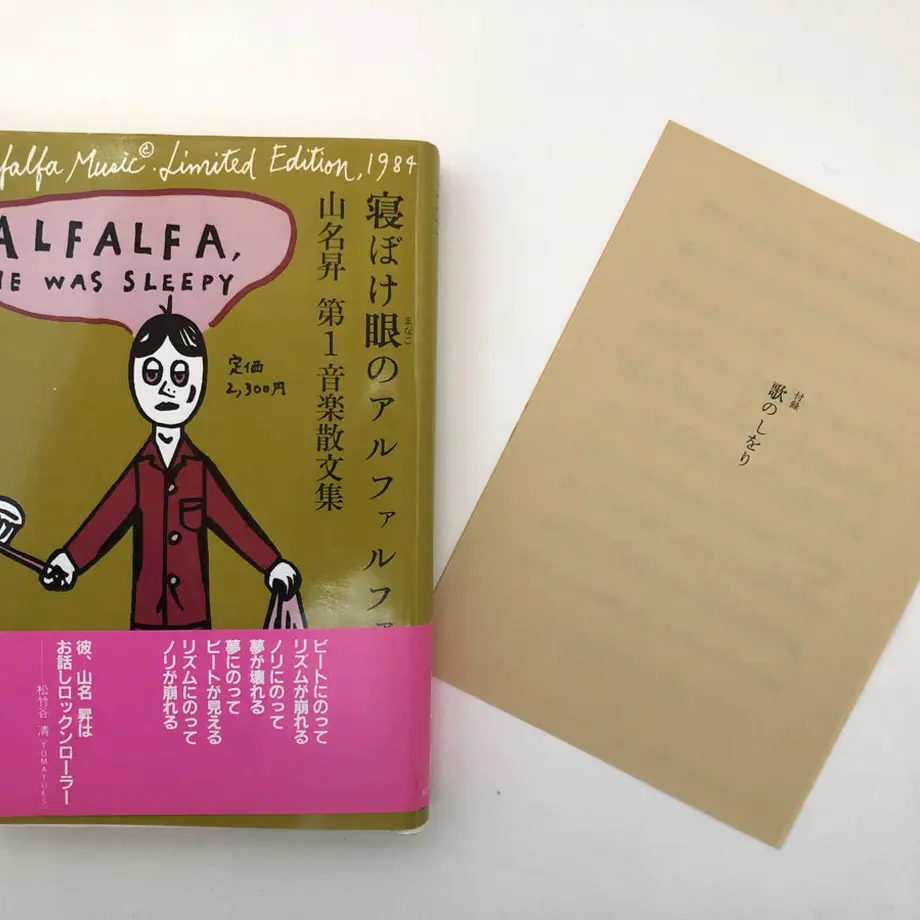 falfa Music© Limited Edition, 1984
ALFALFA,
HE WAS SLEEPY
寝ぼけ眼のアルファルファ
まなこ
山名昇 第1音楽散文集
定価
2,300円
ビートにのって
リズムが崩れる
ノリにのって
夢が壊れる
夢にのって
ビートが見える
リズムにのって
ノリが崩れる
彼、山名 昇は
お話しロックンローラー
——松竹谷 清(TOMATOES)
付録
歌のしをり